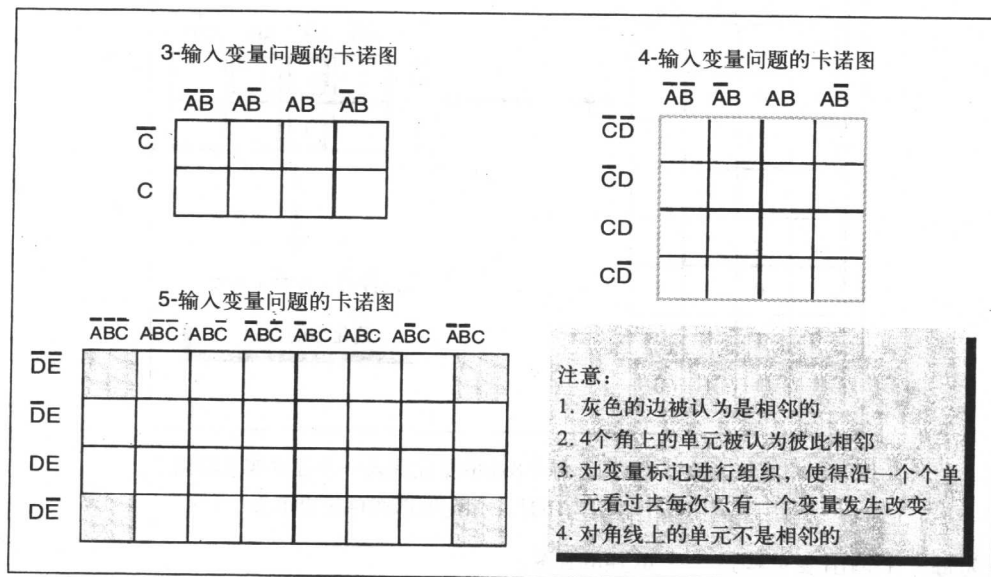 3-输入变量问题的卡诺图
A̅B̅ AB̅ AB A̅B
C̅
C
4-输入变量问题的卡诺图
A̅B̅ A̅B AB AB̅
C̅D̅
C̅D
CD
CD̅
5-输入变量问题的卡诺图
A̅B̅C̅ AB̅C̅ ABC̅ A̅BC̅ A̅BC ABC AB̅C A̅B̅C
D̅E̅
D̅E
DE
DE̅
注意：
1. 灰色的边被认为是相邻的
2. 4个角上的单元被认为彼此相邻
3. 对变量标记进行组织，使得沿一个个单
元看过去每次只有一个变量发生改变
4. 对角线上的单元不是相邻的